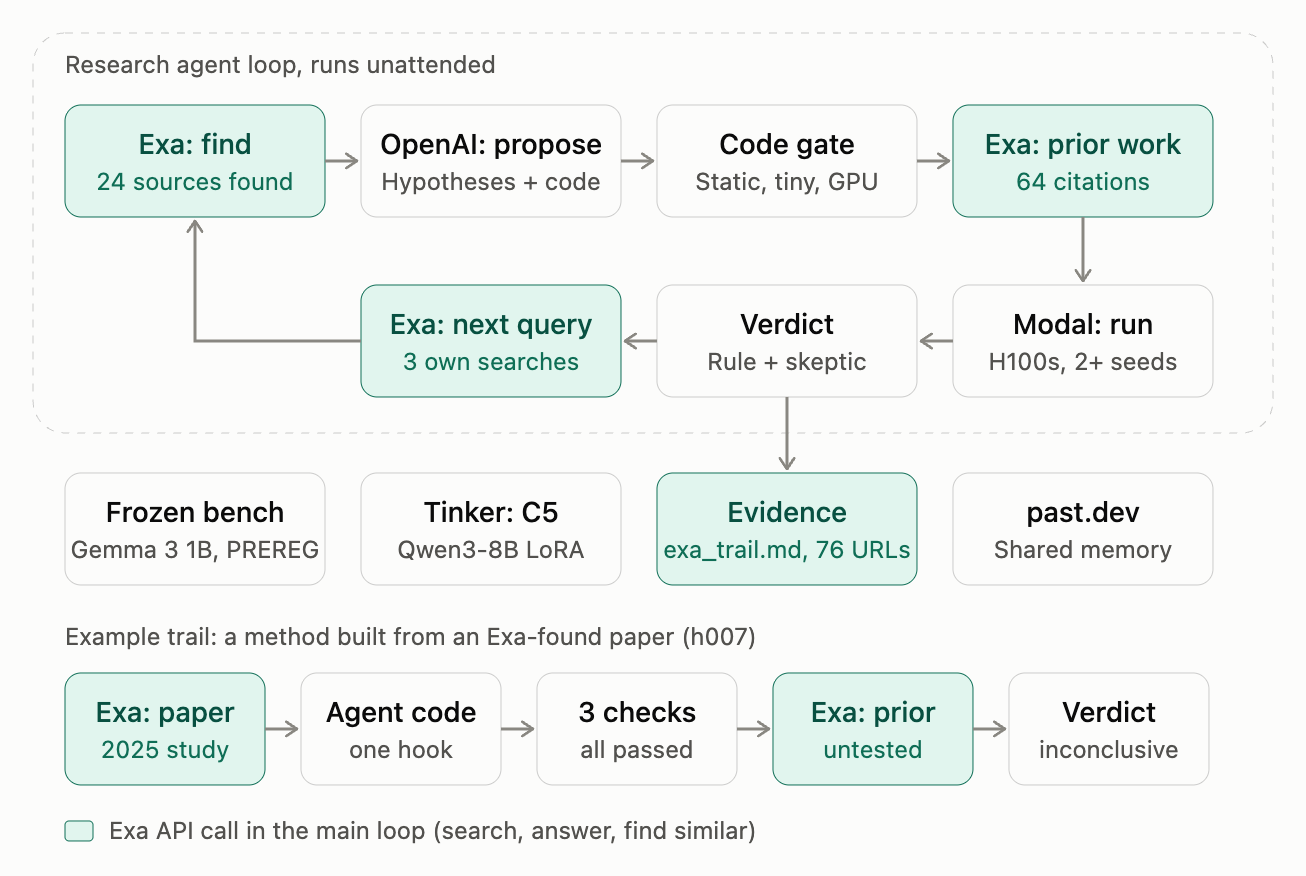 Research agent loop, runs unattended
Exa: find
24 sources found
OpenAI: propose
Hypotheses + code
Code gate
Static, tiny, GPU
Exa: prior work
64 citations
Exa: next query
3 own searches
Verdict
Rule + skeptic
Modal: run
H100s, 2+ seeds
Frozen bench
Gemma 3 1B, PREREG
Tinker: C5
Qwen3-8B LoRA
Evidence
exa_trail.md, 76 URLs
past.dev
Shared memory
Example trail: a method built from an Exa-found paper (h007)
Exa: paper
2025 study
Agent code
one hook
3 checks
all passed
Exa: prior
untested
Verdict
inconclusive
Exa API call in the main loop (search, answer, find similar)